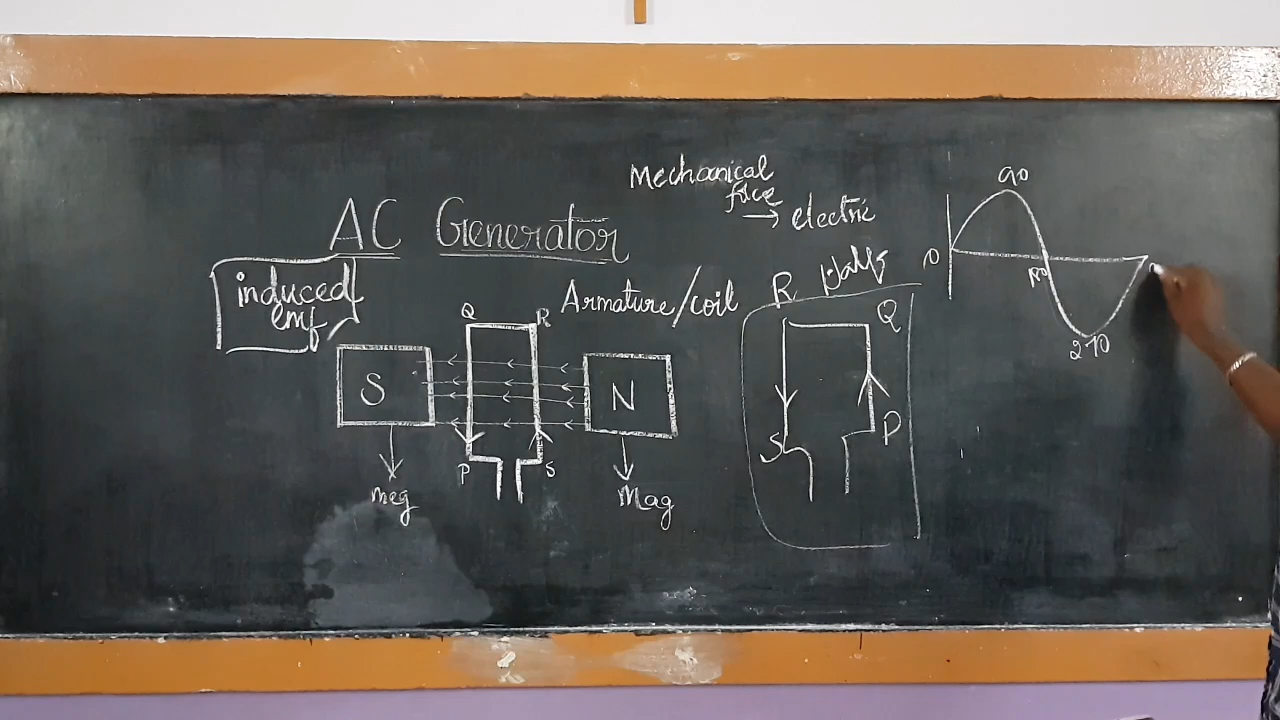 Mechanical
force
→ electric
AC Generator
induced
emf
Armature/coil
Q
R
S
N
P
S
meg
Mag
R
Q
S
P
90
0
180
270